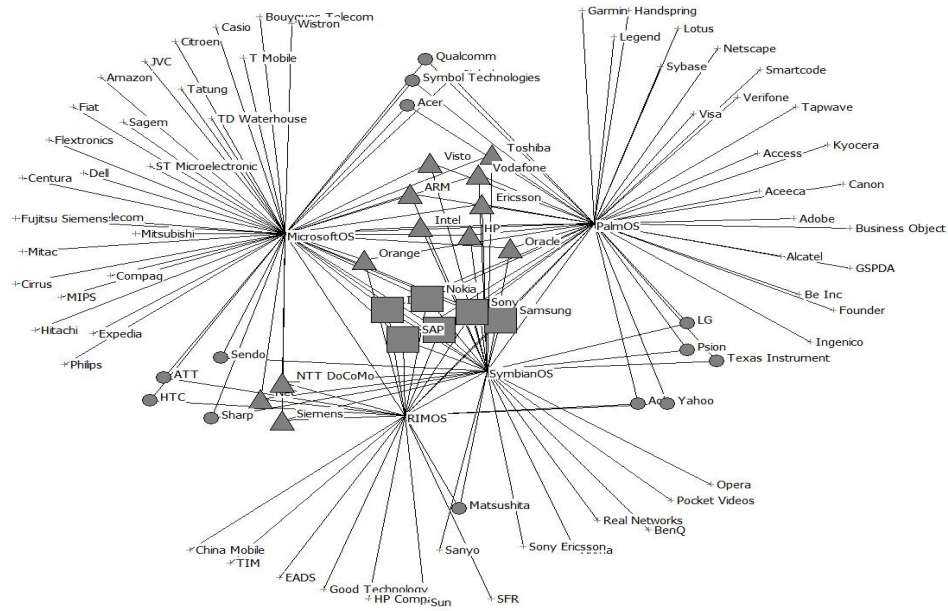 Garmin
Handspring
Bouygues Telecom
Wistron
Casio
Lotus
Legend
Citroen
Netscape
T Mobile
Qualcomm
JVC
Sybase
Smartcode
Amazon
Symbol Technologies
Tatung
Verifone
Fiat
Acer
Tapwave
Sagem
TD Waterhouse
Visa
Flextronics
Toshiba
Kyocera
Visto
Access
ST Microelectronic
Vodafone
Dell
Centura
ARM
Canon
Aceeca
Ericsson
Fujitsu Siemens
lecom
Intel
HP
Adobe
PalmOS
Business Object
Mitsubishi
MicrosoftOS
Mitac
Orange
Oracle
Alcatel
GSPDA
Compaq
Cirrus
MIPS
Nokia
Be Inc
Sony
Samsung
Founder
LG
Hitachi
Expedia
SAP
Ingenico
Psion
Sendo
Philips
Texas Instrument
ATT
NTT DoCoMo
SymbianOS
HTC
Yahoo
Sharp
Siemens
RIMOS
Opera
Pocket Videos
Matsushita
Real Networks
BenQ
China Mobile
Sanyo
Sony Ericsson
TIM
EADS
Good Technology
HP Compa
Sun
SFR